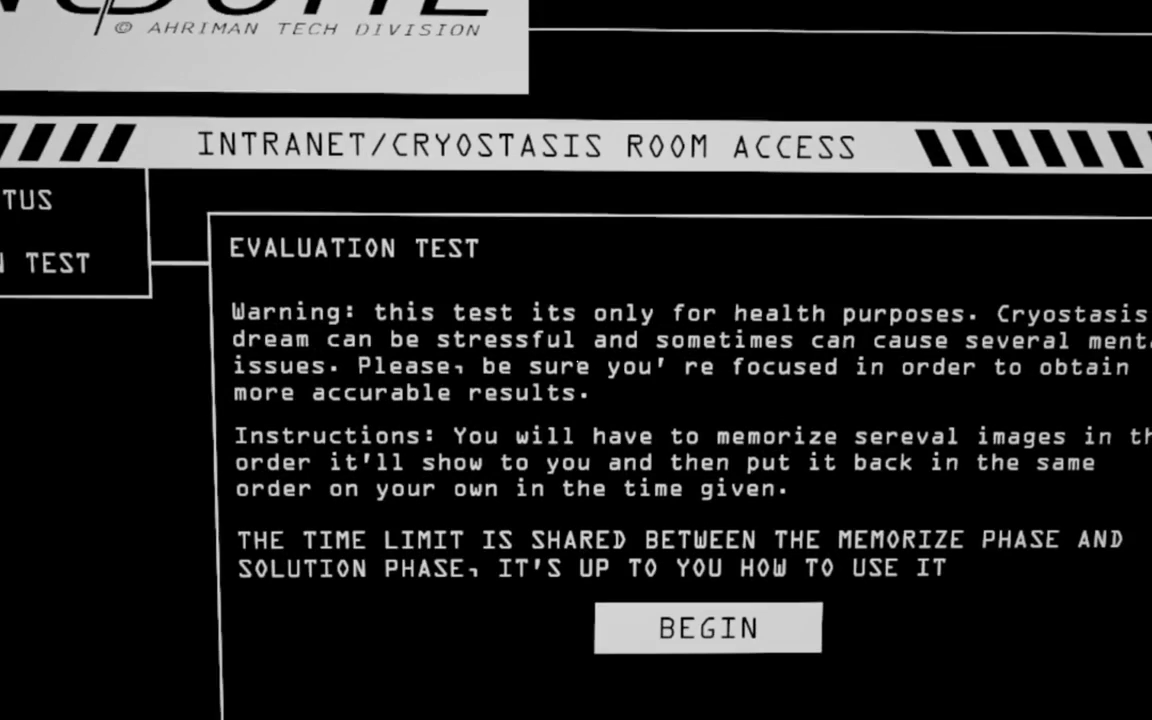 © AHRIMAN TECH DIVISION
INTRANET/CRYOSTASIS ROOM ACCESS
TUS
TEST
EVALUATION TEST
Warning: this test its only for health purposes. Cryostasis
dream can be stressful and sometimes can cause several
issues. Please, be sure you' re focused in order to obtain
more accurable results.
Instructions: You will have to memorize sereval images in
order it'll show to you and then put it back in the same
order on your own in the time given.
THE TIME LIMIT IS SHARED BETWEEN THE MEMORIZE PHASE AND
SOLUTION PHASE, IT'S UP TO YOU HOW TO USE IT
BEGIN